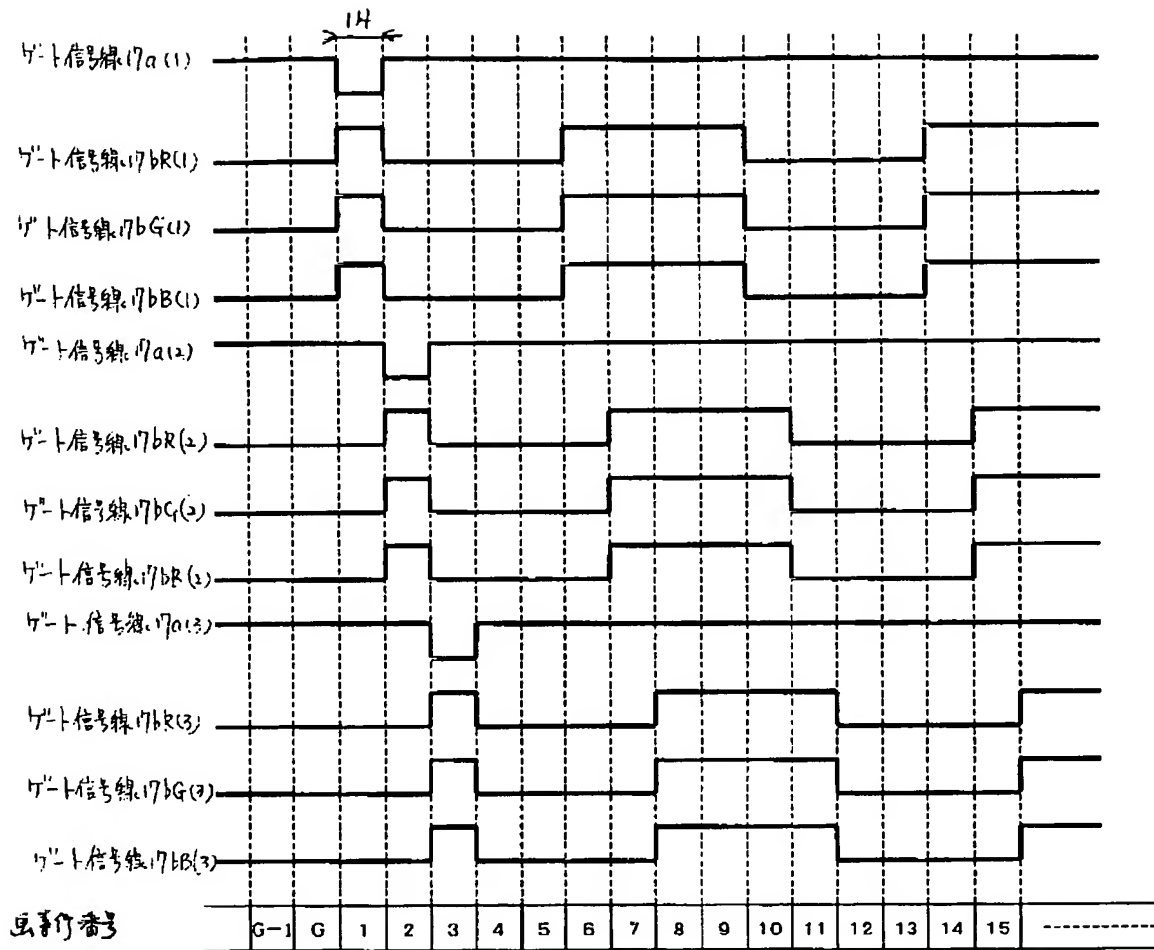 1H
ゲート信号線17a(1)
ゲート信号線17bR(1)
ゲート信号線17bG(1)
ゲート信号線17bB(1)
ゲート信号線17a(2)
ゲート信号線17bR(2)
ゲート信号線17bG(2)
ゲート信号線17bR(2)
ゲート信号線17a(3)
ゲート信号線17bR(3)
ゲート信号線17bG(3)
ゲート信号線17bB(3)
画素行番号 G-1 G 1 2 3 4 5 6 7 8 9 10 11 12 13 14 15